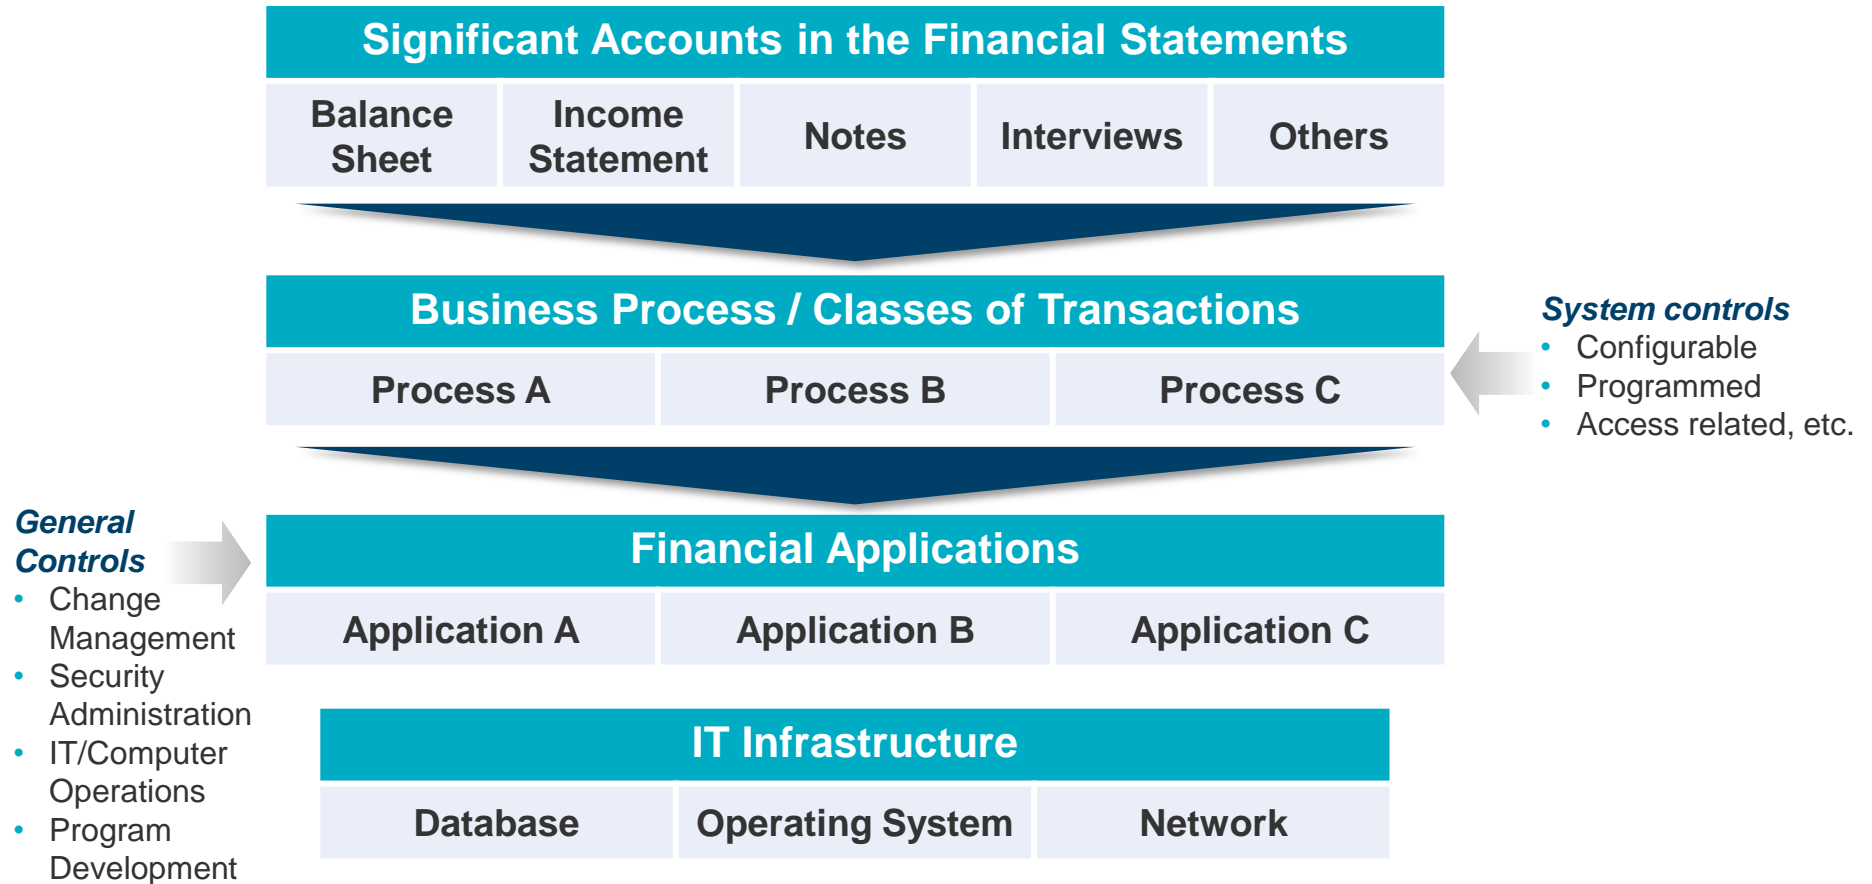 Significant Accounts in the Financial Statements
Balance
Sheet
Income
Statement
Notes
Interviews
Others
Business Process / Classes of Transactions
Process A
Process B
Process C
System controls
• Configurable
• Programmed
• Access related, etc.
General
Controls
• Change
Management
• Security
Administration
• IT/Computer
Operations
• Program
Development
Financial Applications
Application A
Application B
Application C
IT Infrastructure
Database
Operating System
Network